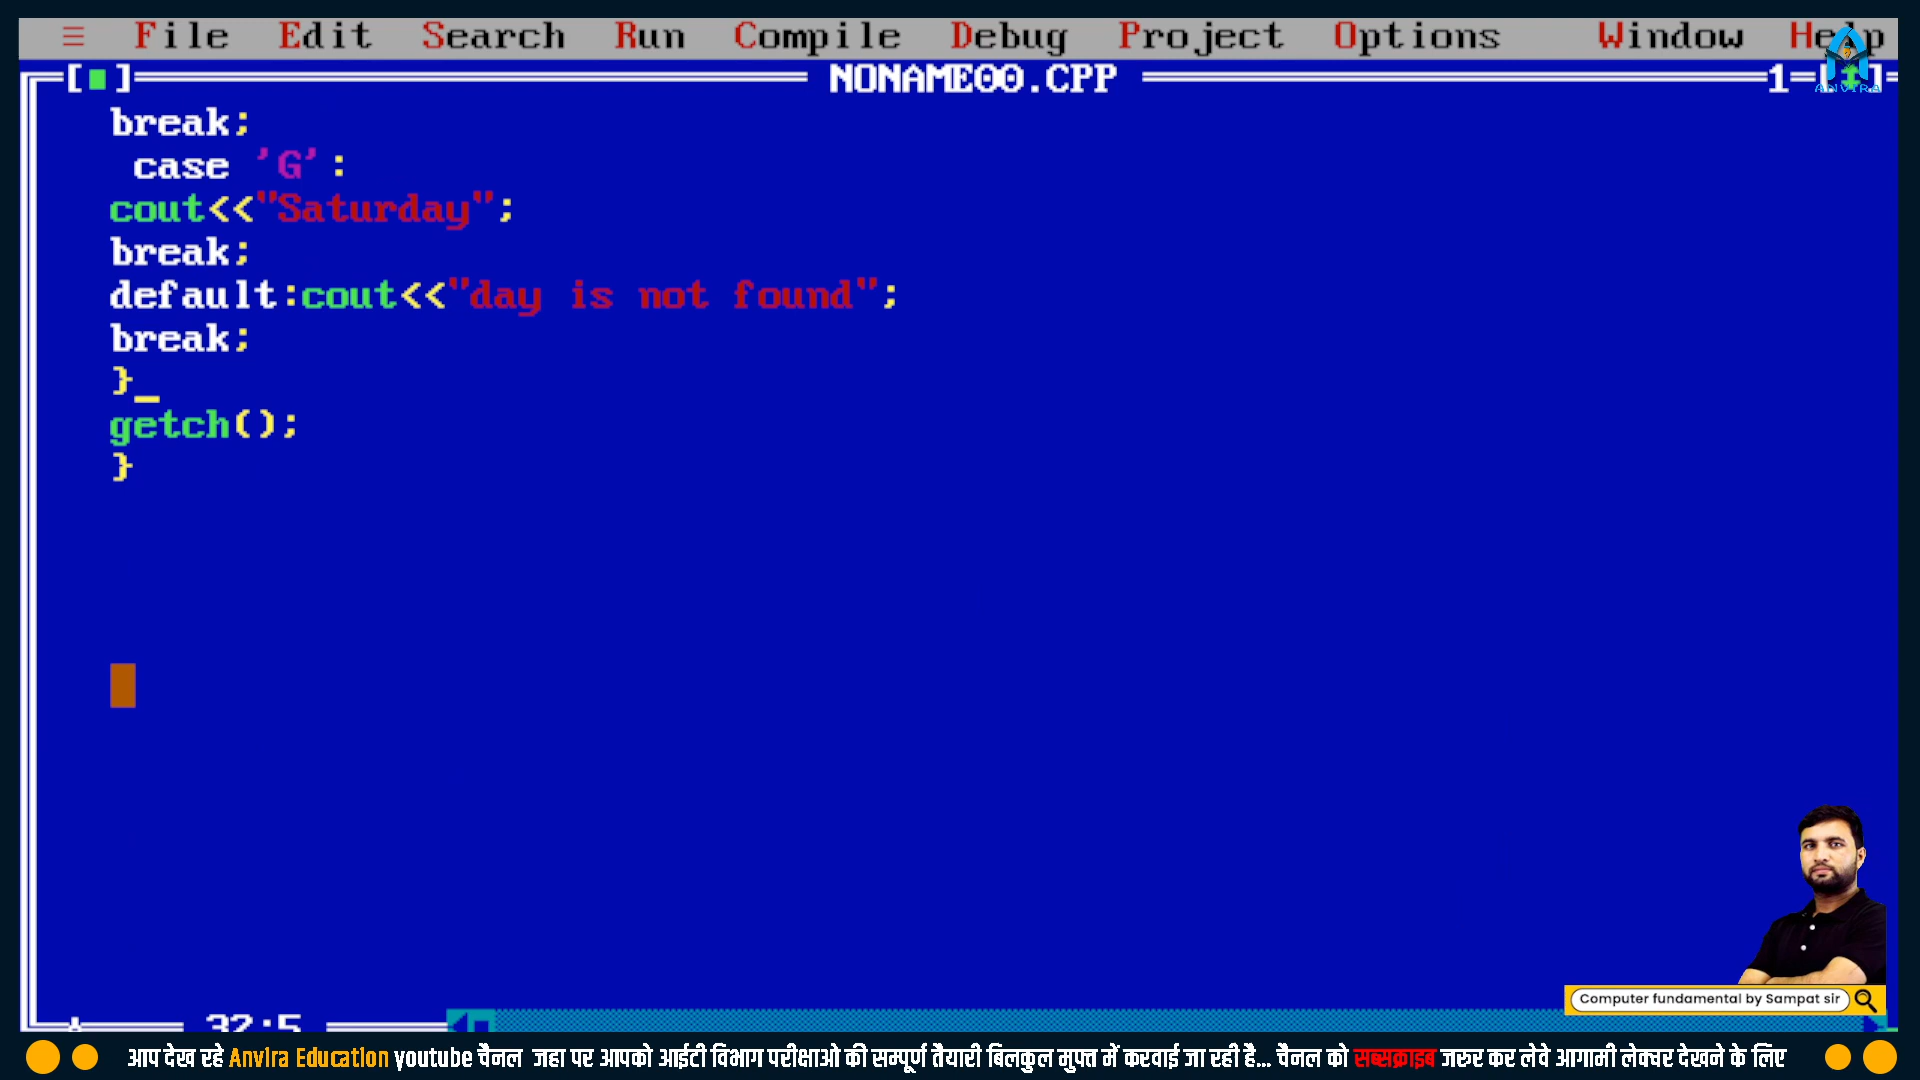 ≡ File Edit Search Run Compile Debug Project Options Window Help
[■] NONAME00.CPP 1=[↕]
ANVIRA
break;
case 'G':
cout<<"Saturday";
break;
default:cout<<"day is not found";
break;
}_
getch();
}
Computer fundamental by Sampat sir
32:5
आप देख रहे Anvira Education youtube चैनल जहा पर आपको आईटी विभाग परीक्षाओ की सम्पूर्ण तैयारी बिलकुल मुफ्त में करवाई जा रही है... चैनल को सब्सक्राइब जरुर कर लेवे आगामी लेक्चर देखने के लिए